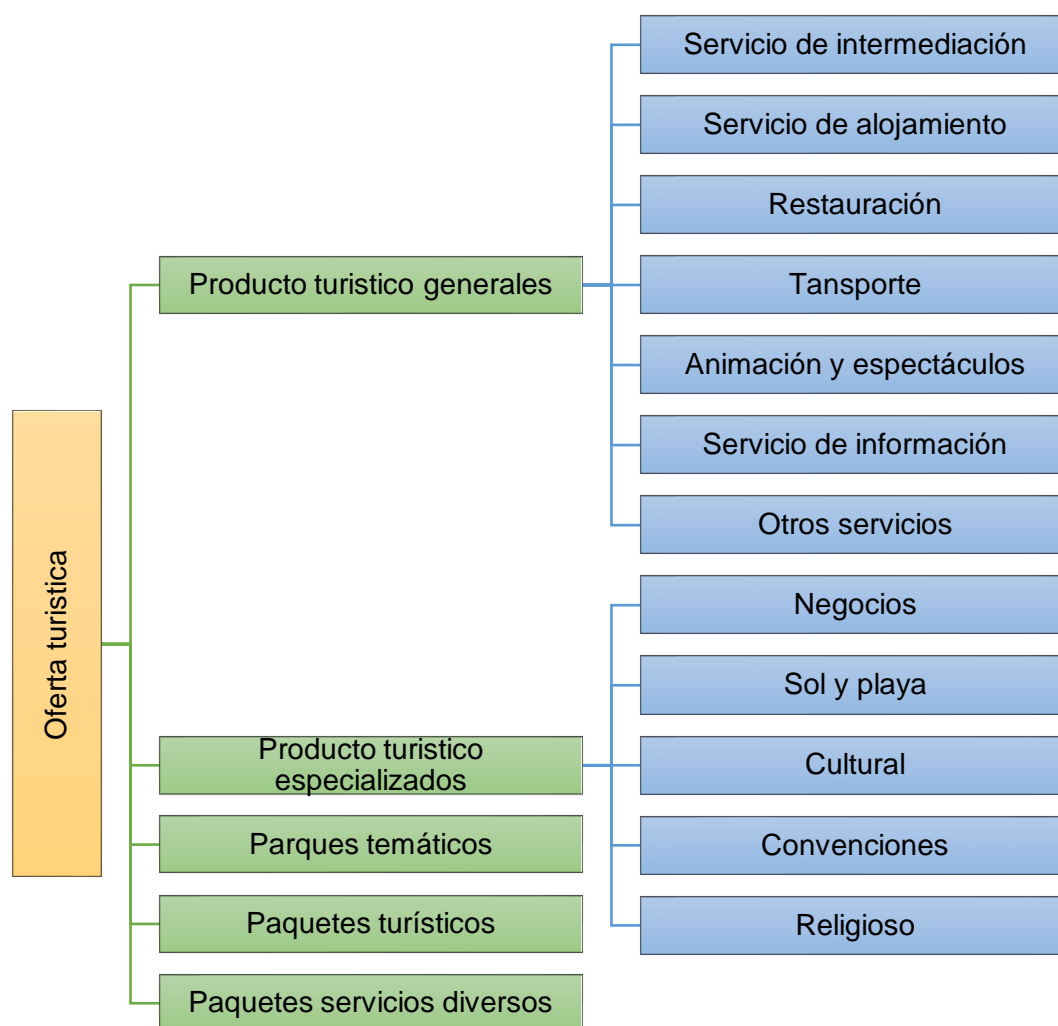 Oferta turistica
Producto turistico generales
Servicio de intermediación
Servicio de alojamiento
Restauración
Tansporte
Animación y espectáculos
Servicio de información
Otros servicios
Producto turistico
especializados
Negocios
Sol y playa
Cultural
Convenciones
Religioso
Parques temáticos
Paquetes turísticos
Paquetes servicios diversos